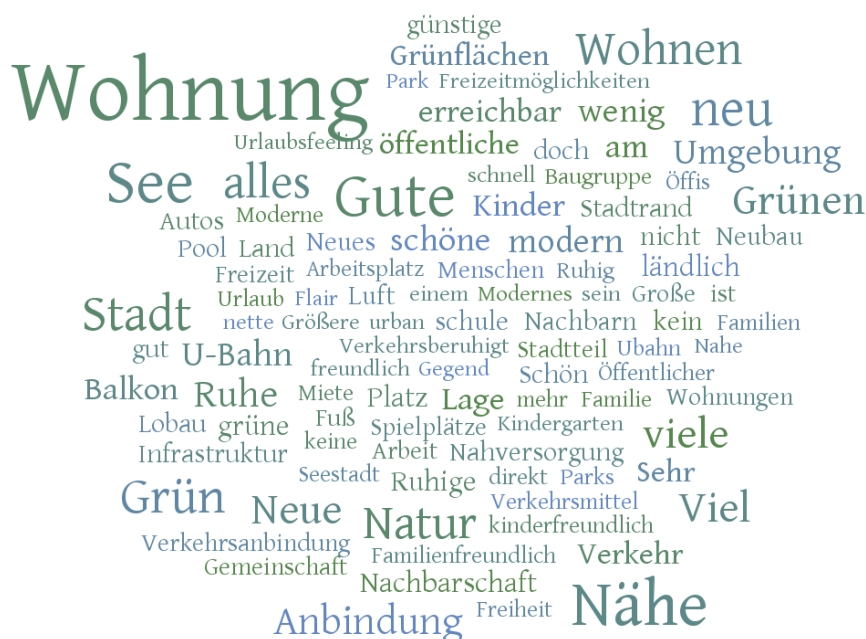 günstige
Grünflächen Wohnen
Wohnung Park Freizeitmöglichkeiten
erreichbar wenig neu
Urlaubsfeeling öffentliche doch am Umgebung
See alles Gute schnell Baugruppe Öffis
Kinder Stadtrand Grünen
Autos Moderne
Pool Land Neues schöne modern nicht Neubau
Freizeit Arbeitsplatz Menschen Ruhig ländlich
Stadt Urlaub Flair Luft einem Modernes sein Große ist
nette Größere urban schule Nachbarn kein Familien
gut U-Bahn Verkehrsberuhigt Stadtteil Ubahn Nahe
freundlich Gegend Schön Öffentlicher
Balkon Ruhe Miete Platz Lage mehr Familie Wohnungen
Lobau grüne Fuß Spielplätze Kindergarten viele
Infrastruktur keine Arbeit Nahversorgung
Seestadt Ruhige direkt Parks Sehr
Grün Neue Natur Verkehrsmittel Viel
kinderfreundlich
Verkehrsanbindung Familienfreundlich Verkehr
Gemeinschaft Nachbarschaft
Anbindung Freiheit Nähe